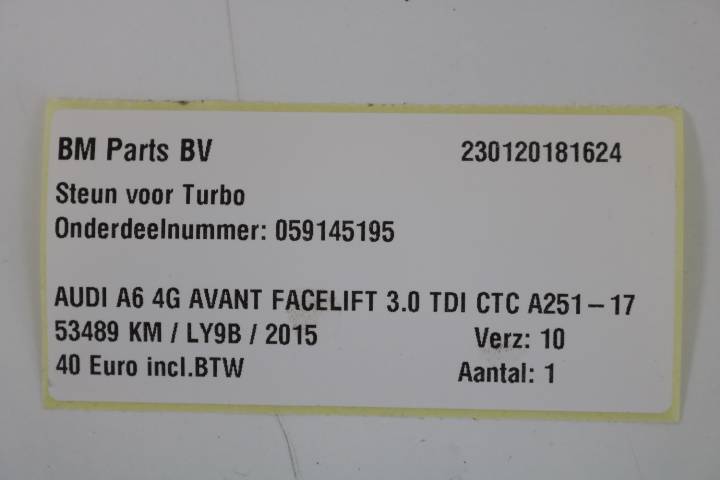 BM Parts BV 230120181624
Steun voor Turbo
Onderdeelnummer: 059145195
AUDI A6 4G AVANT FACELIFT 3.0 TDI CTC A251-17
53489 KM / LY9B / 2015 Verz: 10
40 Euro incl.BTW Aantal: 1